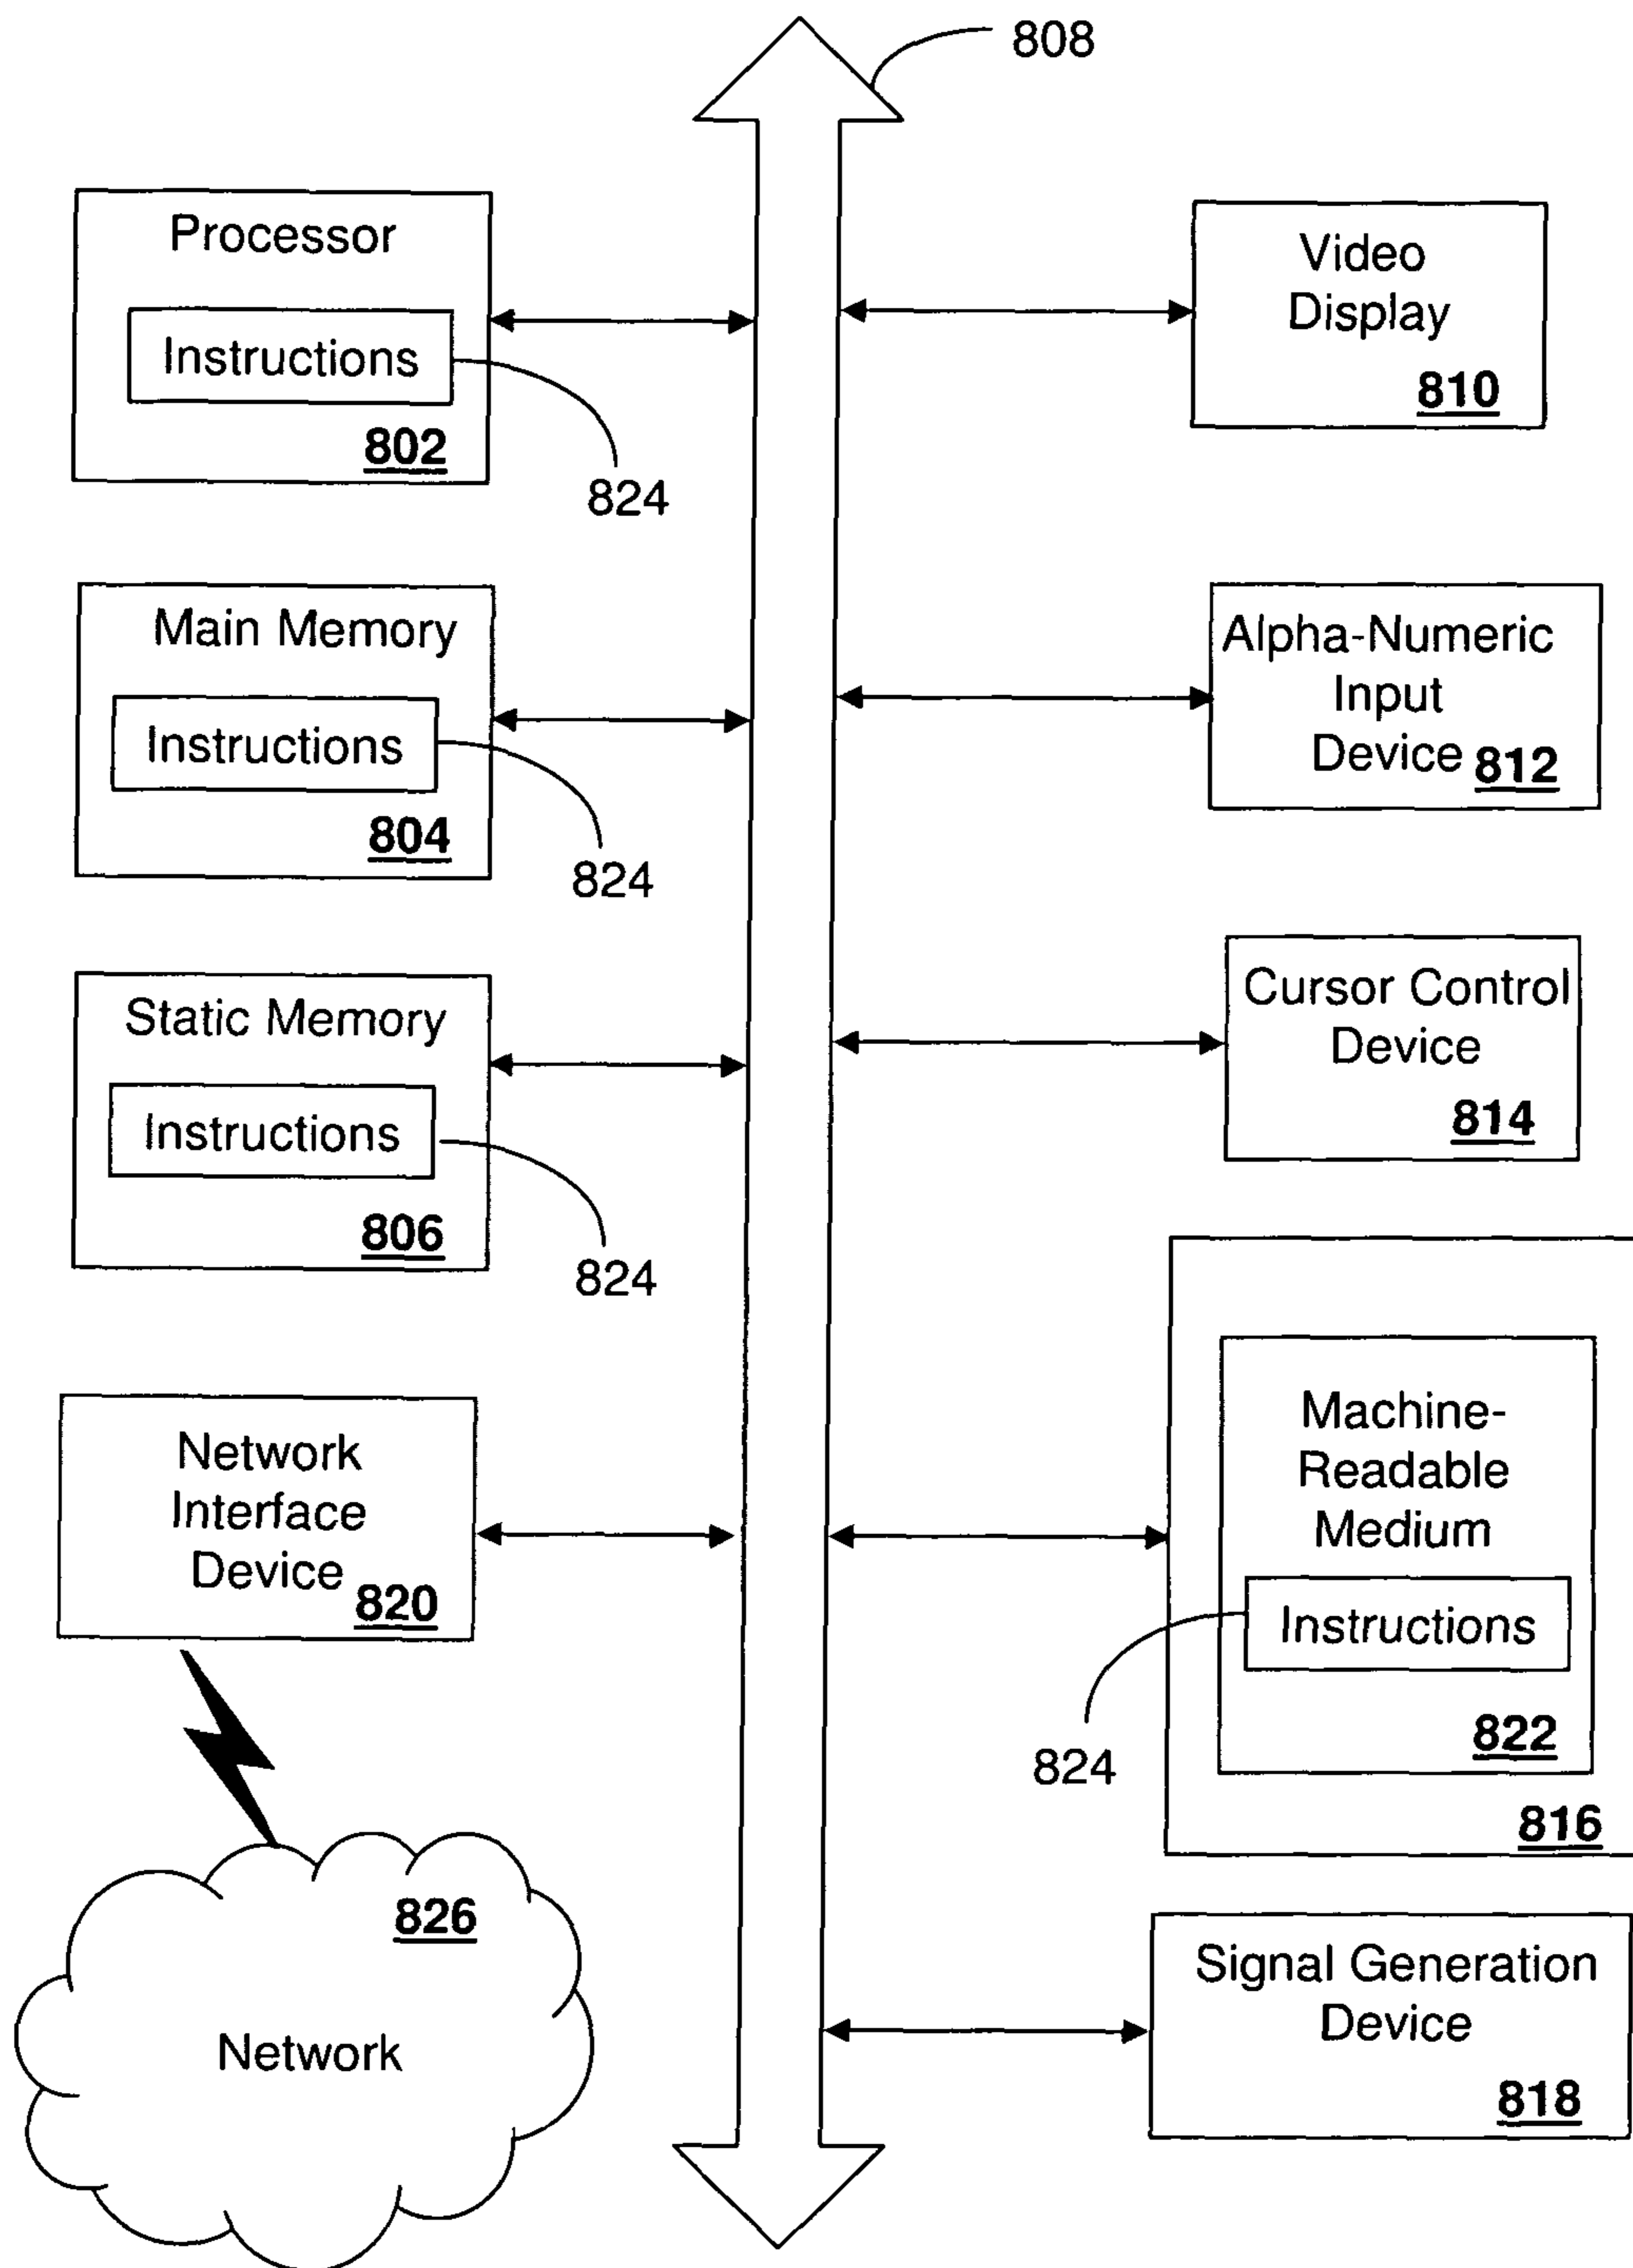 808
Processor
Instructions
802
824
Main Memory
Instructions
804
824
Static Memory
Instructions
806
824
Network
Interface
Device
820
826
Network
Video
Display
810
Alpha-Numeric
Input
Device
812
Cursor Control
Device
814
Machine-
Readable
Medium
Instructions
824
822
816
Signal Generation
Device
818